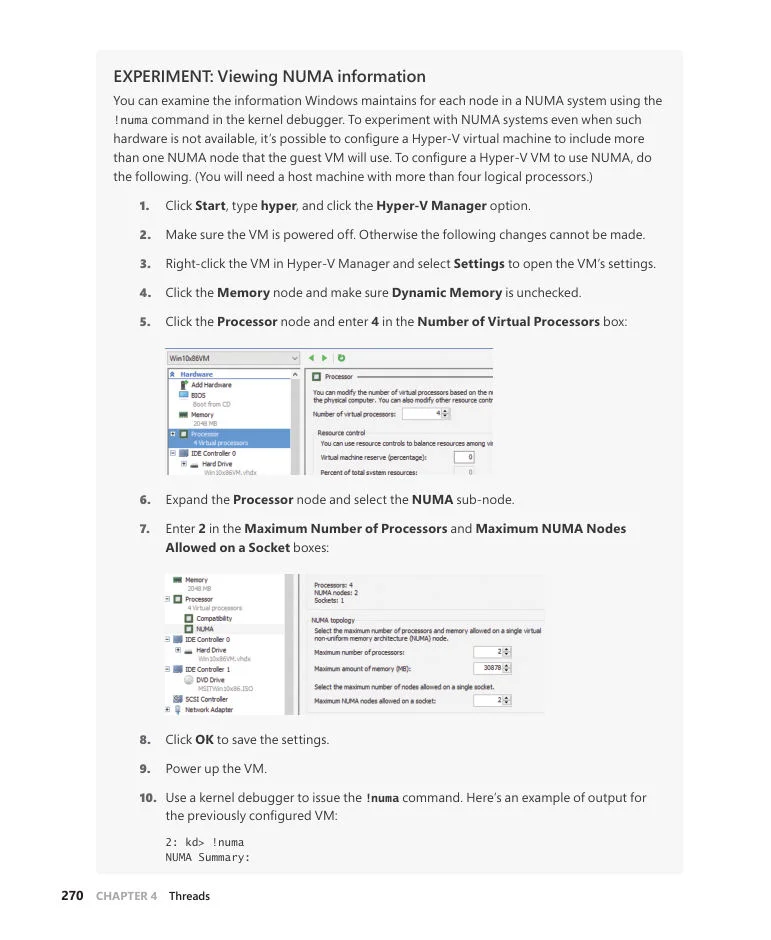 EXPERIMENT: Viewing NUMA information
You can examine the information Windows maintains for each node in a NUMA system using the
!numa command in the kernel debugger. To experiment with NUMA systems even when such
hardware is not available, it’s possible to configure a Hyper-V virtual machine to include more
than one NUMA node that the guest VM will use. To configure a Hyper-V VM to use NUMA, do
the following. (You will need a host machine with more than four logical processors.)
1. Click Start, type hyper, and click the Hyper-V Manager option.
2. Make sure the VM is powered off. Otherwise the following changes cannot be made.
3. Right-click the VM in Hyper-V Manager and select Settings to open the VM’s settings.
4. Click the Memory node and make sure Dynamic Memory is unchecked.
5. Click the Processor node and enter 4 in the Number of Virtual Processors box:
Win10x86VM
Hardware
Add Hardware
BIOS
Boot from CD
Memory
2048 MB
Processor
4 Virtual processors
IDE Controller 0
Hard Drive
Win10x86VM.vhdx
Processor
You can modify the number of virtual processors based on the
the physical computer. You can also modify other resource
Number of virtual processors: 4
Resource control
You can use resource controls to balance resources among
Virtual machine reserve (percentage): 0
Percent of total system resources: 0
6. Expand the Processor node and select the NUMA sub-node.
7. Enter 2 in the Maximum Number of Processors and Maximum NUMA Nodes
Allowed on a Socket boxes:
Memory
2048 MB
Processor
4 Virtual processors
Compatibility
NUMA
IDE Controller 0
Hard Drive
Win10x86VM.vhdx
IDE Controller 1
DVD Drive
MSITWin10x86.ISO
SCSI Controller
Network Adapter
Processors: 4
NUMA nodes: 2
Sockets: 1
NUMA topology
Select the maximum number of processors and memory allowed on a single virtual
non-uniform memory architecture (NUMA) node.
Maximum number of processors: 2
Maximum amount of memory (MB): 30878
Select the maximum number of nodes allowed on a single socket.
Maximum NUMA nodes allowed on a socket: 2
8. Click OK to save the settings.
9. Power up the VM.
10. Use a kernel debugger to issue the !numa command. Here’s an example of output for
the previously configured VM:
2: kd> !numa
NUMA Summary:
270 CHAPTER 4 Threads